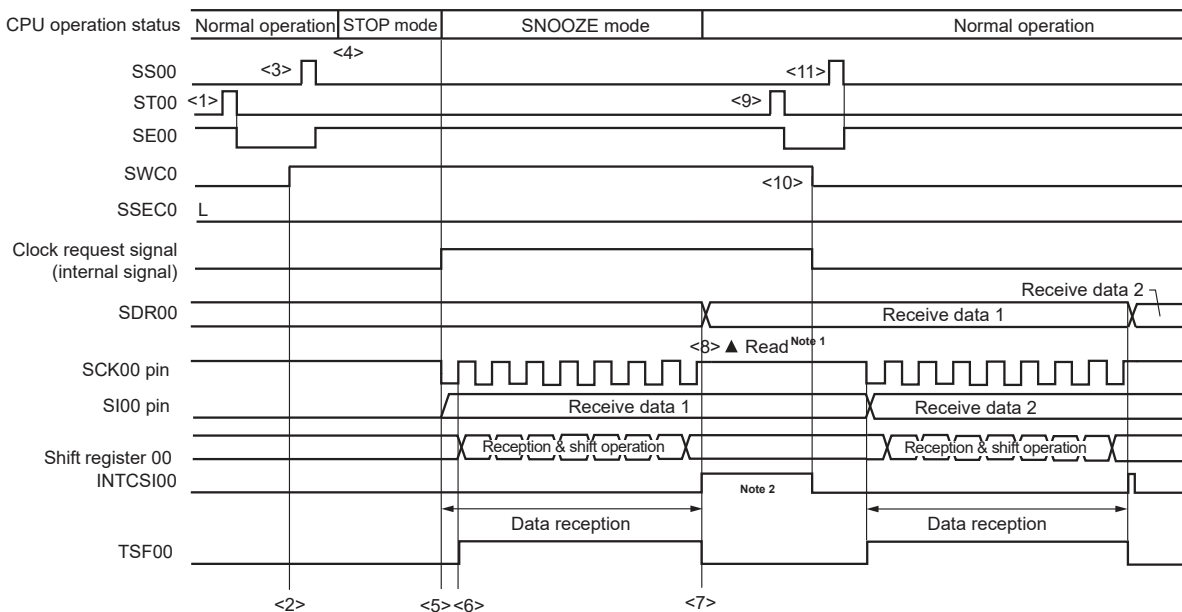 CPU operation status Normal operation STOP mode SNOOZE mode Normal operation
<4>
SS00 <3> <11>
ST00 <1> <9>
SE00
SWC0 <10>
SSEC0 L
Clock request signal
(internal signal)
Receive data 2
SDR00 Receive data 1
<8> ▲ Read Note 1
SCK00 pin
SI00 pin Receive data 1 Receive data 2
Shift register 00 Reception & shift operation Reception & shift operation
INTCSI00 Note 2
Data reception Data reception
TSF00
<2> <5> <6> <7>